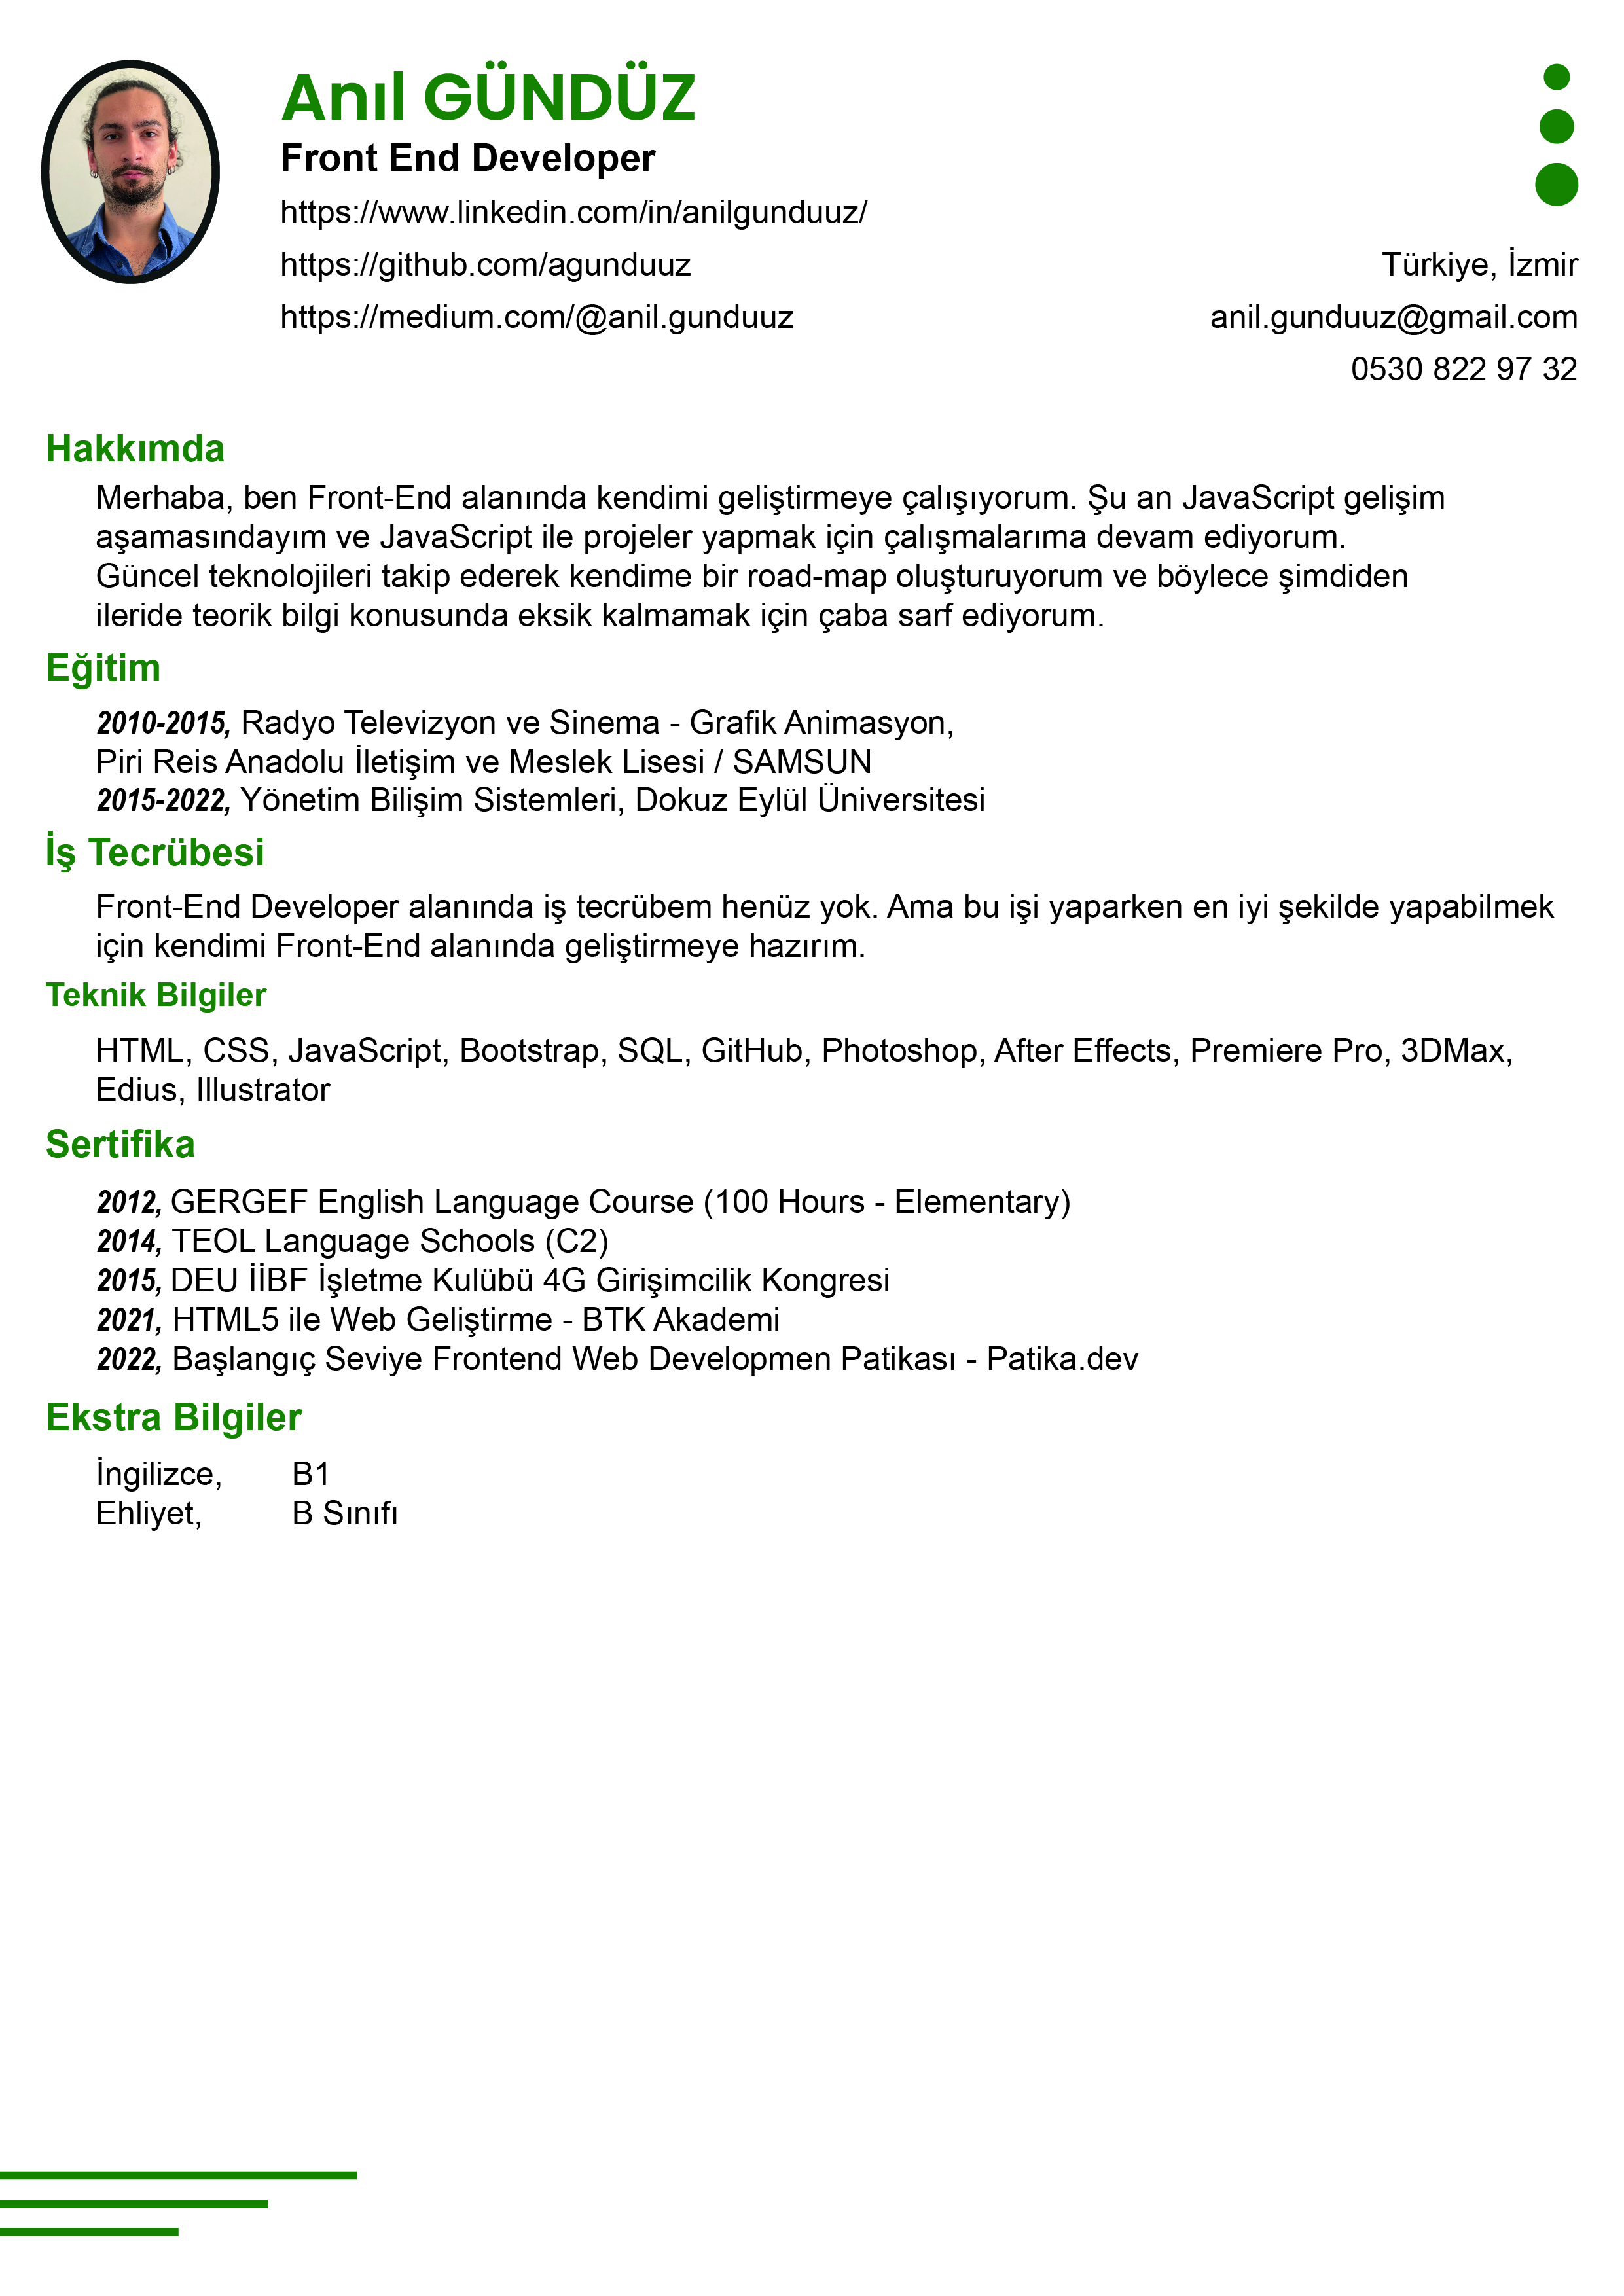 Anıl GÜNDÜZ
Front End Developer
https://www.linkedin.com/in/anilgunduuz/
https://github.com/agunduuz
https://medium.com/@anil.gunduuz
Türkiye, İzmir
anil.gunduuz@gmail.com
0530 822 97 32
Hakkımda
Merhaba, ben Front-End alanında kendimi geliştirmeye çalışıyorum. Şu an JavaScript gelişim
aşamasındayım ve JavaScript ile projeler yapmak için çalışmalarıma devam ediyorum.
Güncel teknolojileri takip ederek kendime bir road-map oluşturuyorum ve böylece şimdiden
ileride teorik bilgi konusunda eksik kalmamak için çaba sarf ediyorum.
Eğitim
2010-2015, Radyo Televizyon ve Sinema - Grafik Animasyon,
Piri Reis Anadolu İletişim ve Meslek Lisesi / SAMSUN
2015-2022, Yönetim Bilişim Sistemleri, Dokuz Eylül Üniversitesi
İş Tecrübesi
Front-End Developer alanında iş tecrübem henüz yok. Ama bu işi yaparken en iyi şekilde yapabilmek
için kendimi Front-End alanında geliştirmeye hazırım.
Teknik Bilgiler
HTML, CSS, JavaScript, Bootstrap, SQL, GitHub, Photoshop, After Effects, Premiere Pro, 3DMax,
Edius, Illustrator
Sertifika
2012, GERGEF English Language Course (100 Hours - Elementary)
2014, TEOL Language Schools (C2)
2015, DEU İİBF İşletme Kulübü 4G Girişimcilik Kongresi
2021, HTML5 ile Web Geliştirme - BTK Akademi
2022, Başlangıç Seviye Frontend Web Developmen Patikası - Patika.dev
Ekstra Bilgiler
İngilizce, B1
Ehliyet, B Sınıfı